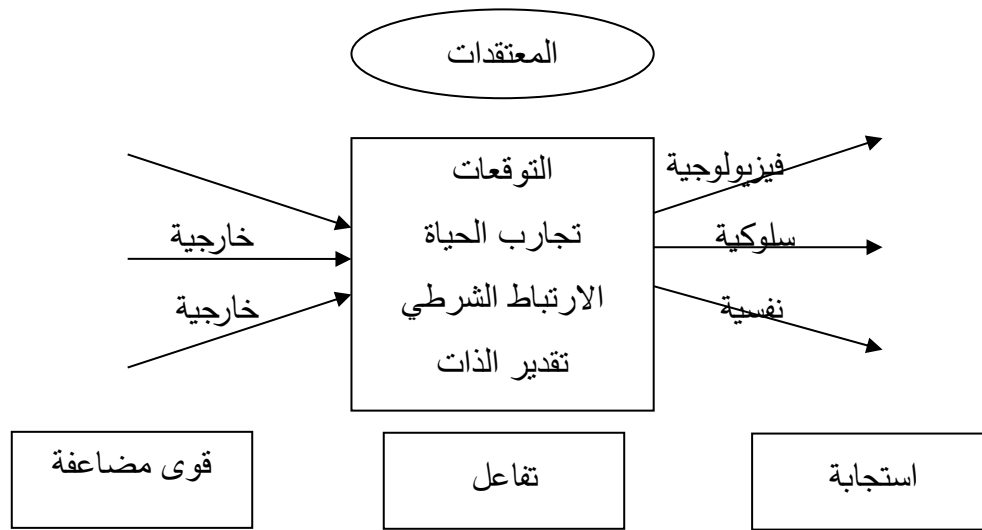 المعتقدات
التوقعات
تجارب الحياة
الارتباط الشرطي
تقدير الذات
خارجية
خارجية
فيزيولوجية
سلوكية
نفسية
قوى مضاعفة
تفاعل
استجابة